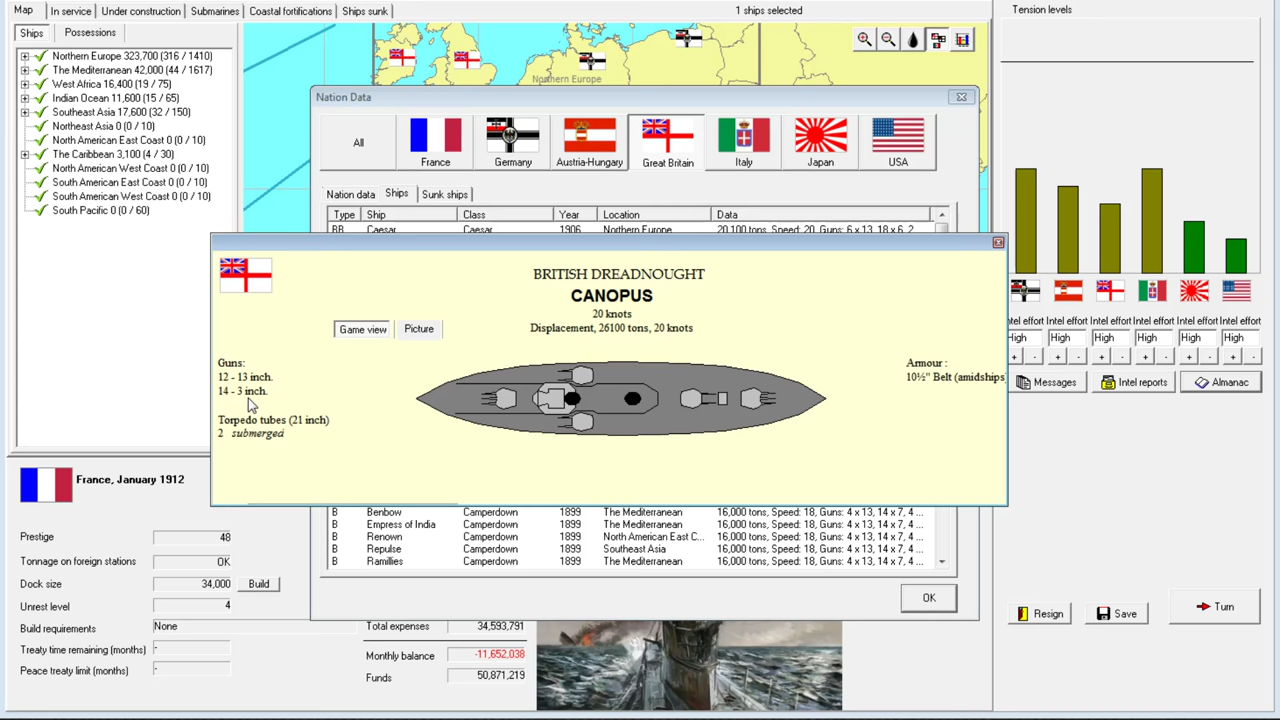 Map
In service
Under construction
Submarines
Coastal fortifications
Ships sunk
1 ships selected
Tension levels
Ships
Possessions
Northern Europe 323,700 (316 / 1410)
The Mediterranean 42,000 (44 / 1617)
West Africa 16,400 (19 / 75)
Indian Ocean 11,600 (15 / 65)
Southeast Asia 17,600 (32 / 150)
Northeast Asia 0 (0 / 10)
North American East Coast 0 (0 / 10)
The Caribbean 3,100 (4 / 30)
North American West Coast 0 (0 / 10)
South American East Coast 0 (0 / 10)
South American West Coast 0 (0 / 10)
South Pacific 0 (0 / 60)
Northern Europe
Nation Data
All
France
Germany
Austria-Hungary
Great Britain
Italy
Japan
USA
Nation data
Ships
Sunk ships
Type Ship Class Year Location Data
BB Caesar Caesar 1906 Northern Europe 20,100 tons, Speed: 20, Guns: 6 x 13, 18 x 6, 2
BRITISH DREADNOUGHT
CANOPUS
20 knots
Displacement, 26100 tons, 20 knots
Game view
Picture
Guns:
12 - 13 inch.
14 - 3 inch.
Torpedo tubes (21 inch)
2 submerged
Armour :
10½" Belt (amidships)
B Benbow Camperdown 1899 The Mediterranean 16,000 tons, Speed: 18, Guns: 4 x 13, 14 x 7, 4 ...
B Empress of India Camperdown 1899 The Mediterranean 16,000 tons, Speed: 18, Guns: 4 x 13, 14 x 7, 4 ...
B Renown Camperdown 1899 North American East C... 16,000 tons, Speed: 18, Guns: 4 x 13, 14 x 7, 4 ...
B Repulse Camperdown 1899 Southeast Asia 16,000 tons, Speed: 18, Guns: 4 x 13, 14 x 7, 4 ...
B Ramillies Camperdown 1899 The Mediterranean 16,000 tons, Speed: 18, Guns: 4 x 13, 14 x 7, 4 ...
OK
Intel effort Intel effort Intel effort Intel effort Intel effort Intel effort
High High High High High High
+ - + - + - + - + - + -
Messages
Intel reports
Almanac
France, January 1912
Prestige 48
Tonnage on foreign stations OK
Dock size 34,000 Build
Unrest level 4
Build requirements None
Treaty time remaining (months) -
Peace treaty limit (months) -
Total expenses 34,593,791
Monthly balance -11,652,038
Funds 50,871,219
Resign
Save
Turn